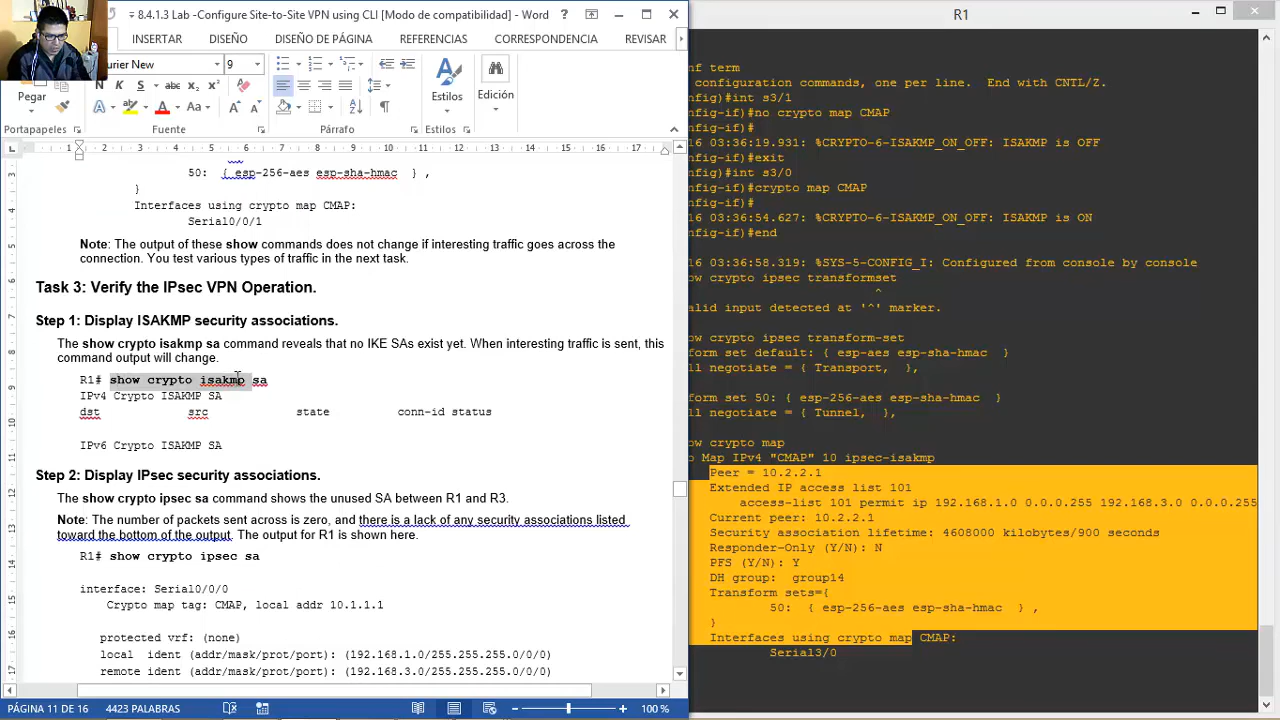 8.4.1.3 Lab -Configure Site-to-Site VPN using CLI [Modo de compatibilidad] - Word
INSERTAR DISEÑO DISEÑO DE PÁGINA REFERENCIAS CORRESPONDENCIA REVISAR
Courier New 9
Pegar
Estilos
Edición
Portapapeles Fuente Párrafo Estilos
1 2 3 4 5 6 7 8 9 10 11 12 13 14 15 16 17
50: { esp-256-aes esp-sha-hmac } ,
}
Interfaces using crypto map CMAP:
Serial0/0/1
Note: The output of these show commands does not change if interesting traffic goes across the
connection. You test various types of traffic in the next task.
Task 3: Verify the IPsec VPN Operation.
Step 1: Display ISAKMP security associations.
The show crypto isakmp sa command reveals that no IKE SAs exist yet. When interesting traffic is sent, this
command output will change.
R1# show crypto isakmp sa
IPv4 Crypto ISAKMP SA
dst src state conn-id status
IPv6 Crypto ISAKMP SA
Step 2: Display IPsec security associations.
The show crypto ipsec sa command shows the unused SA between R1 and R3.
Note: The number of packets sent across is zero, and there is a lack of any security associations listed
toward the bottom of the output. The output for R1 is shown here.
R1# show crypto ipsec sa
interface: Serial0/0/0
Crypto map tag: CMAP, local addr 10.1.1.1
protected vrf: (none)
local ident (addr/mask/prot/port): (192.168.1.0/255.255.255.0/0/0)
remote ident (addr/mask/prot/port): (192.168.3.0/255.255.255.0/0/0)
PÁGINA 11 DE 16 4423 PALABRAS 100 %
R1
nf term
configuration commands, one per line. End with CNTL/Z.
nfig)#int s3/1
nfig-if)#no crypto map CMAP
nfig-if)#
16 03:36:19.931: %CRYPTO-6-ISAKMP_ON_OFF: ISAKMP is OFF
nfig-if)#exit
nfig)#int s3/0
nfig-if)#crypto map CMAP
nfig-if)#
16 03:36:54.627: %CRYPTO-6-ISAKMP_ON_OFF: ISAKMP is ON
nfig-if)#end
16 03:36:58.319: %SYS-5-CONFIG_I: Configured from console by console
ow crypto ipsec transformset
^
alid input detected at '^' marker.
ow crypto ipsec transform-set
form set default: { esp-aes esp-sha-hmac }
ll negotiate = { Transport, },
form set 50: { esp-256-aes esp-sha-hmac }
ll negotiate = { Tunnel, },
ow crypto map
o Map IPv4 "CMAP" 10 ipsec-isakmp
Peer = 10.2.2.1
Extended IP access list 101
access-list 101 permit ip 192.168.1.0 0.0.0.255 192.168.3.0 0.0.0.255
Current peer: 10.2.2.1
Security association lifetime: 4608000 kilobytes/900 seconds
Responder-Only (Y/N): N
PFS (Y/N): Y
DH group: group14
Transform sets={
50: { esp-256-aes esp-sha-hmac } ,
}
Interfaces using crypto map CMAP:
Serial3/0